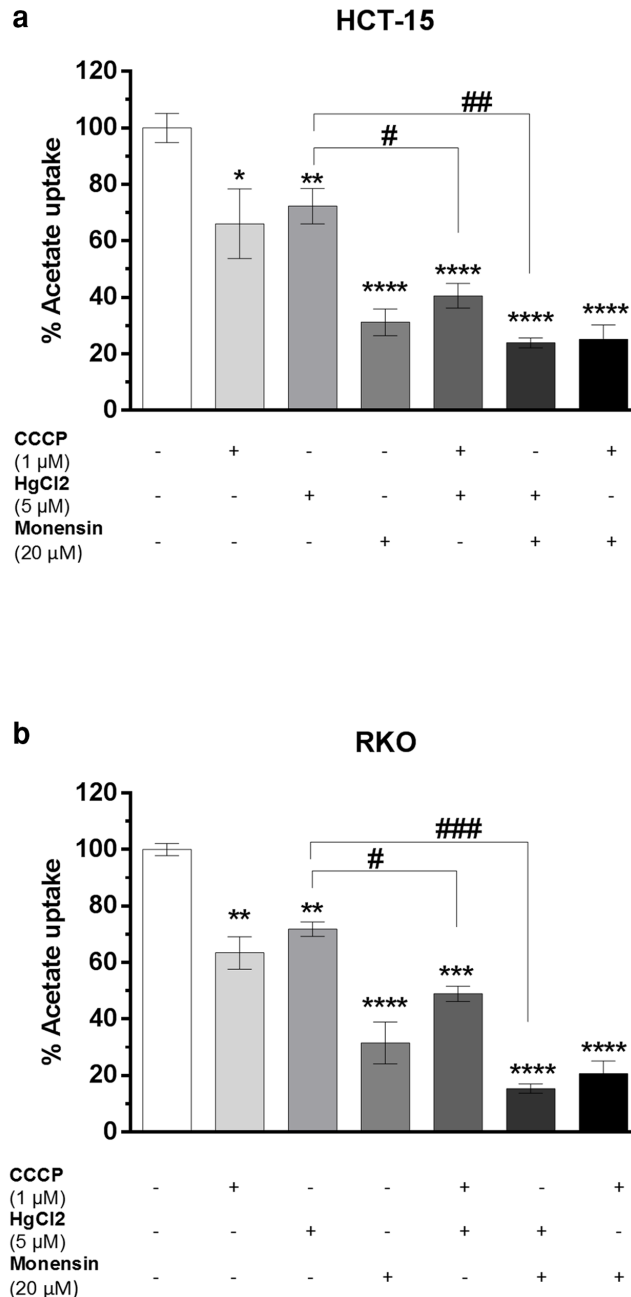 a
HCT-15
120
100
80
60
40
20
0
% Acetate uptake
*
**
****
****
****
****
#
##
CCCP - + - - + - +
(1 µM)
HgCl2 - - + - + + -
(5 µM)
Monensin - - - + - + +
(20 µM)
b
RKO
120
100
80
60
40
20
0
% Acetate uptake
**
**
****
***
****
****
#
###
CCCP - + - - + - +
(1 µM)
HgCl2 - - + - + + -
(5 µM)
Monensin - - - + - + +
(20 µM)